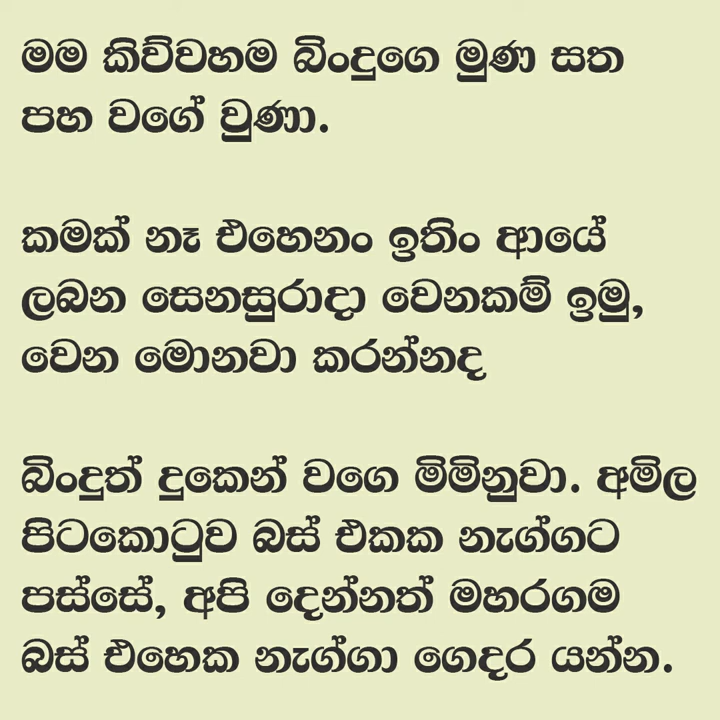 මම කිව්වහම බිංදුගෙ මුණ සත
පහ වගේ වුණා.
කමක් නෑ එහෙනං ඉතිං ආයේ
ලබන සෙනසුරාදා වෙනකම් ඉමු,
වෙන මොනවා කරන්නද
බිංදුත් දුකෙන් වගෙ මිමිනුවා. අමිල
පිටකොටුව බස් එකක නැග්ගට
පස්සේ, අපි දෙන්නත් මහරගම
බස් එහෙක නැග්ගා ගෙදර යන්න.